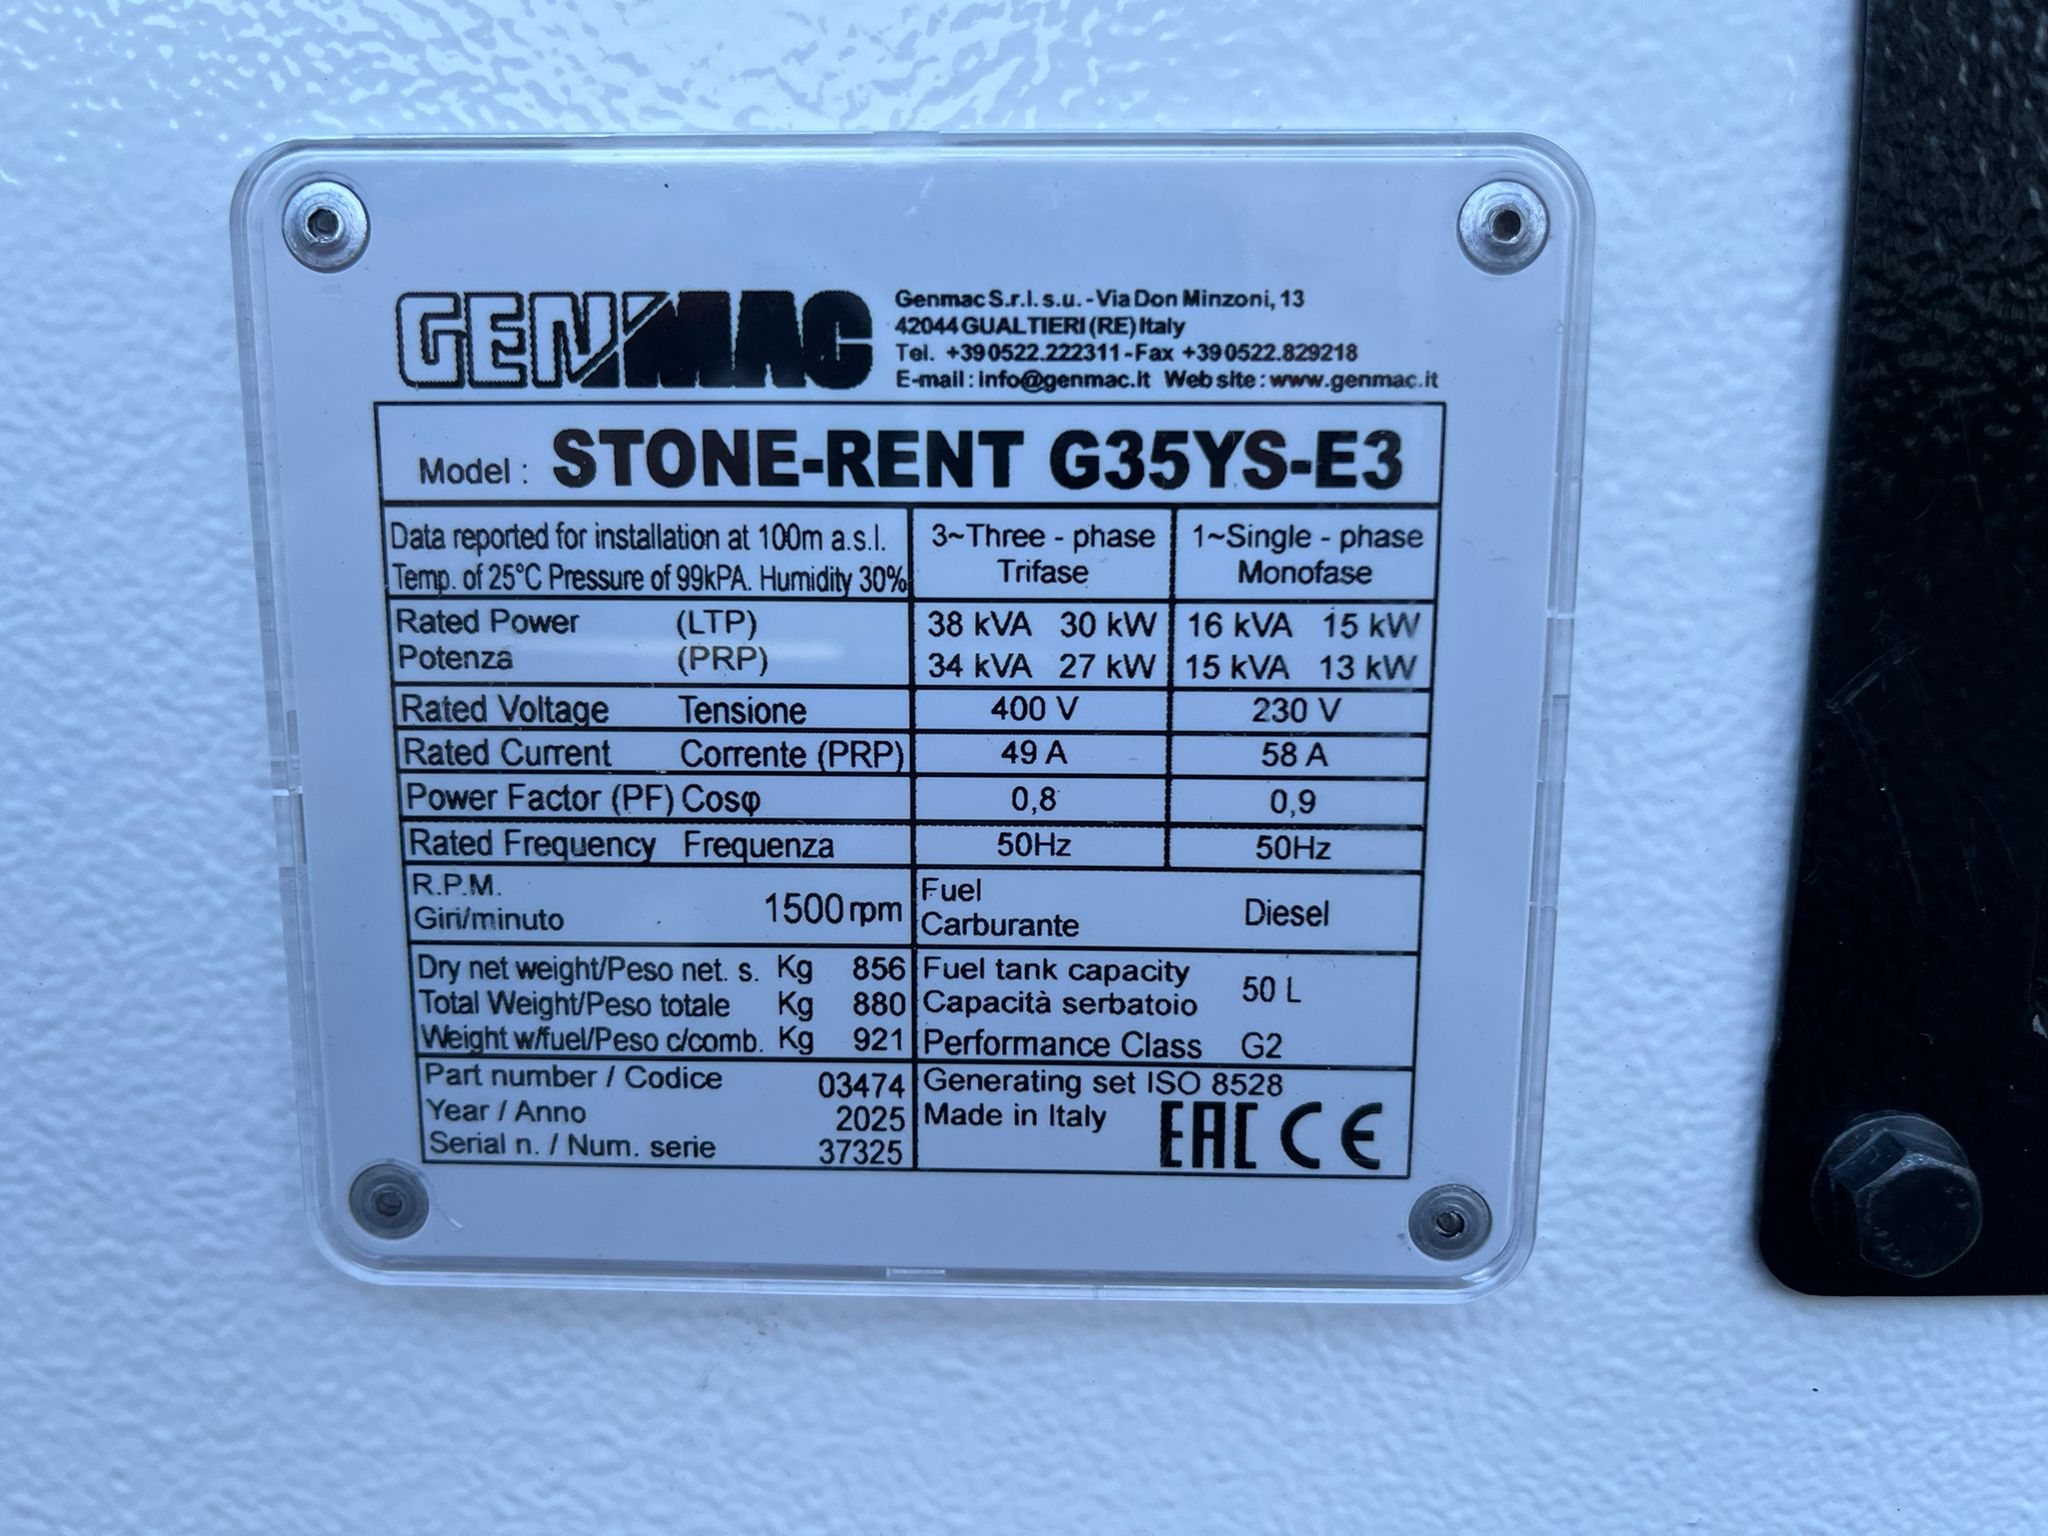 GENMAC
Genmac S.r.l. s.u. - Via Don Minzoni, 13
42044 GUALTIERI (RE) Italy
Tel. +39 0522.222311 - Fax +39 0522.829218
E-mail : info@genmac.it Web site : www.genmac.it
Model : STONE-RENT G35YS-E3
Data reported for installation at 100m a.s.l.
Temp. of 25°C Pressure of 99kPA. Humidity 30%
3~Three - phase
Trifase
1~Single - phase
Monofase
Rated Power (LTP) 38 kVA 30 kW 16 kVA 15 kW
Potenza (PRP) 34 kVA 27 kW 15 kVA 13 kW
Rated Voltage Tensione 400 V 230 V
Rated Current Corrente (PRP) 49 A 58 A
Power Factor (PF) Cosφ 0,8 0,9
Rated Frequency Frequenza 50Hz 50Hz
R.P.M.
Giri/minuto
1500 rpm
Fuel
Carburante
Diesel
Dry net weight/Peso net. s. Kg 856
Total Weight/Peso totale Kg 880
Weight w/fuel/Peso c/comb. Kg 921
Fuel tank capacity
Capacità serbatoio
50 L
Performance Class G2
Part number / Codice 03474
Year / Anno 2025
Serial n. / Num. serie 37325
Generating set ISO 8528
Made in Italy
EAC CE